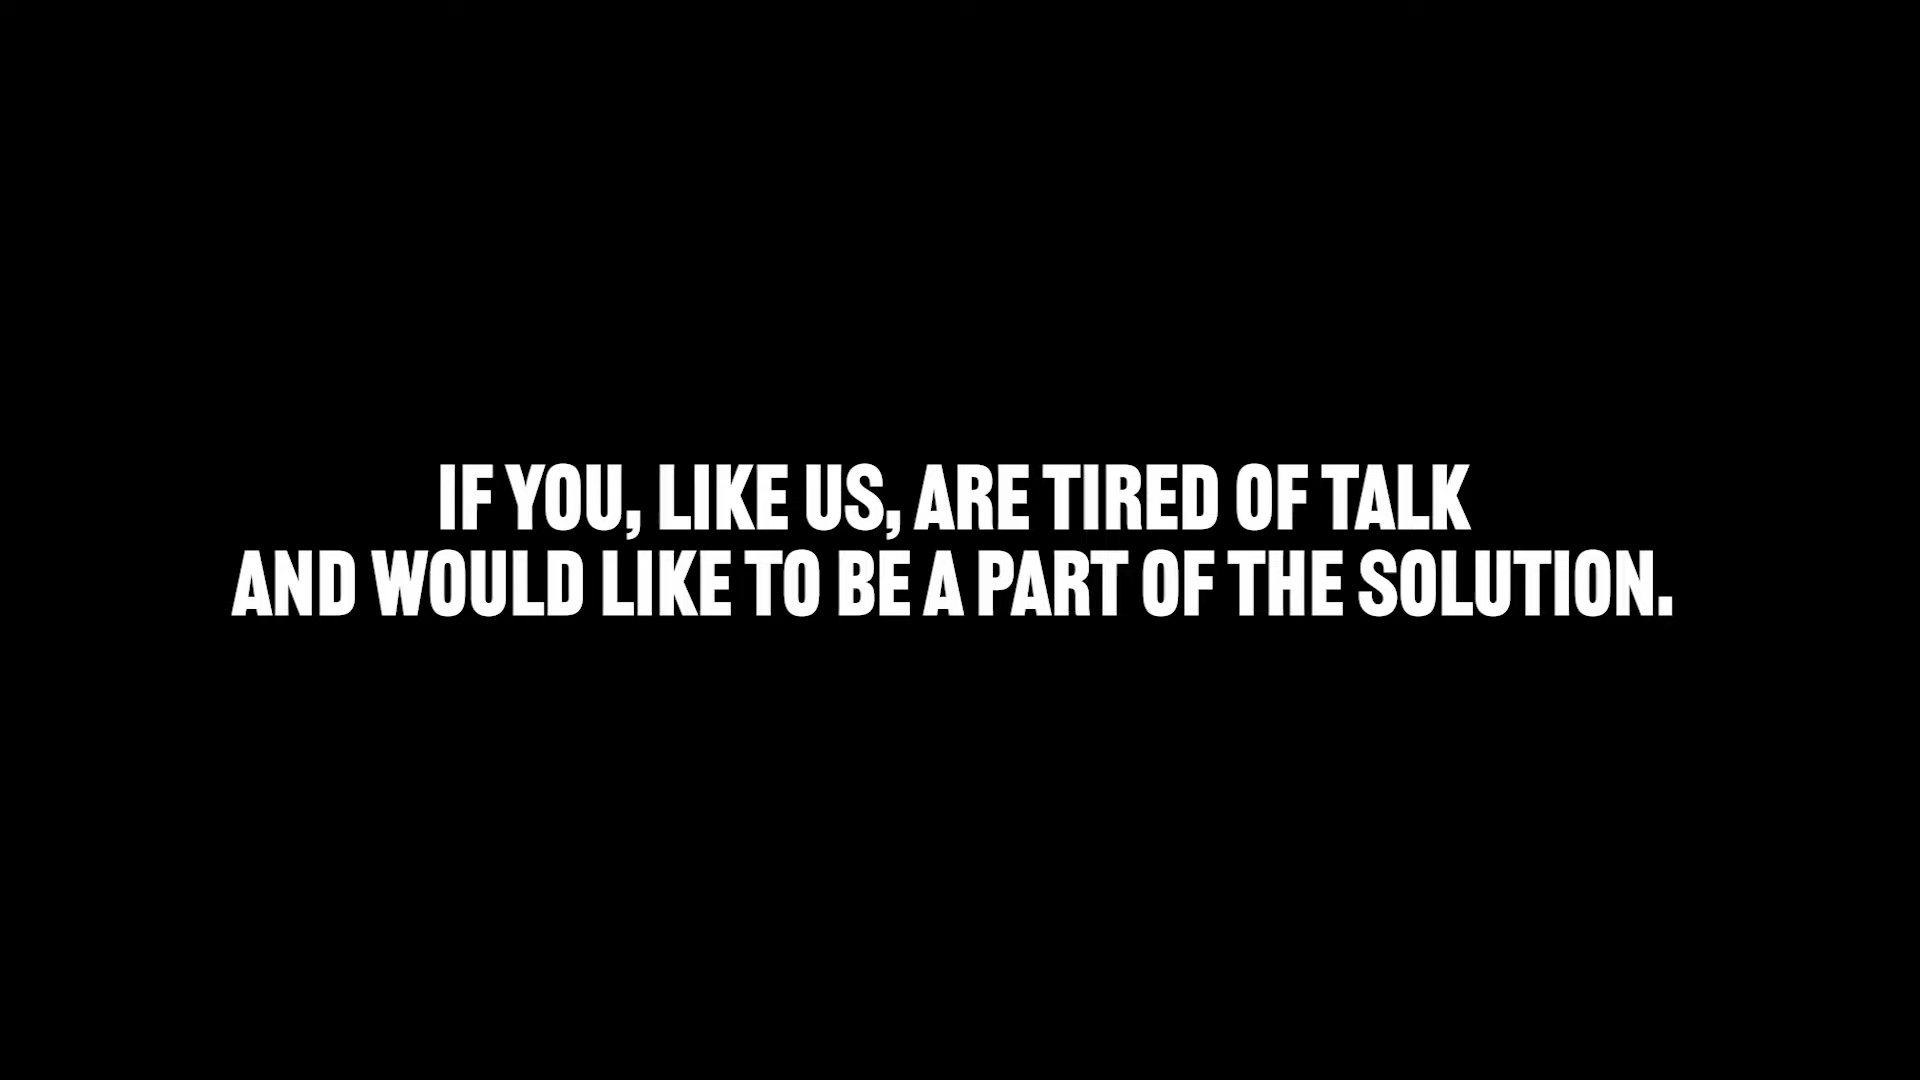 IF YOU, LIKE US, ARE TIRED OF TALK
AND WOULD LIKE TO BE A PART OF THE SOLUTION.